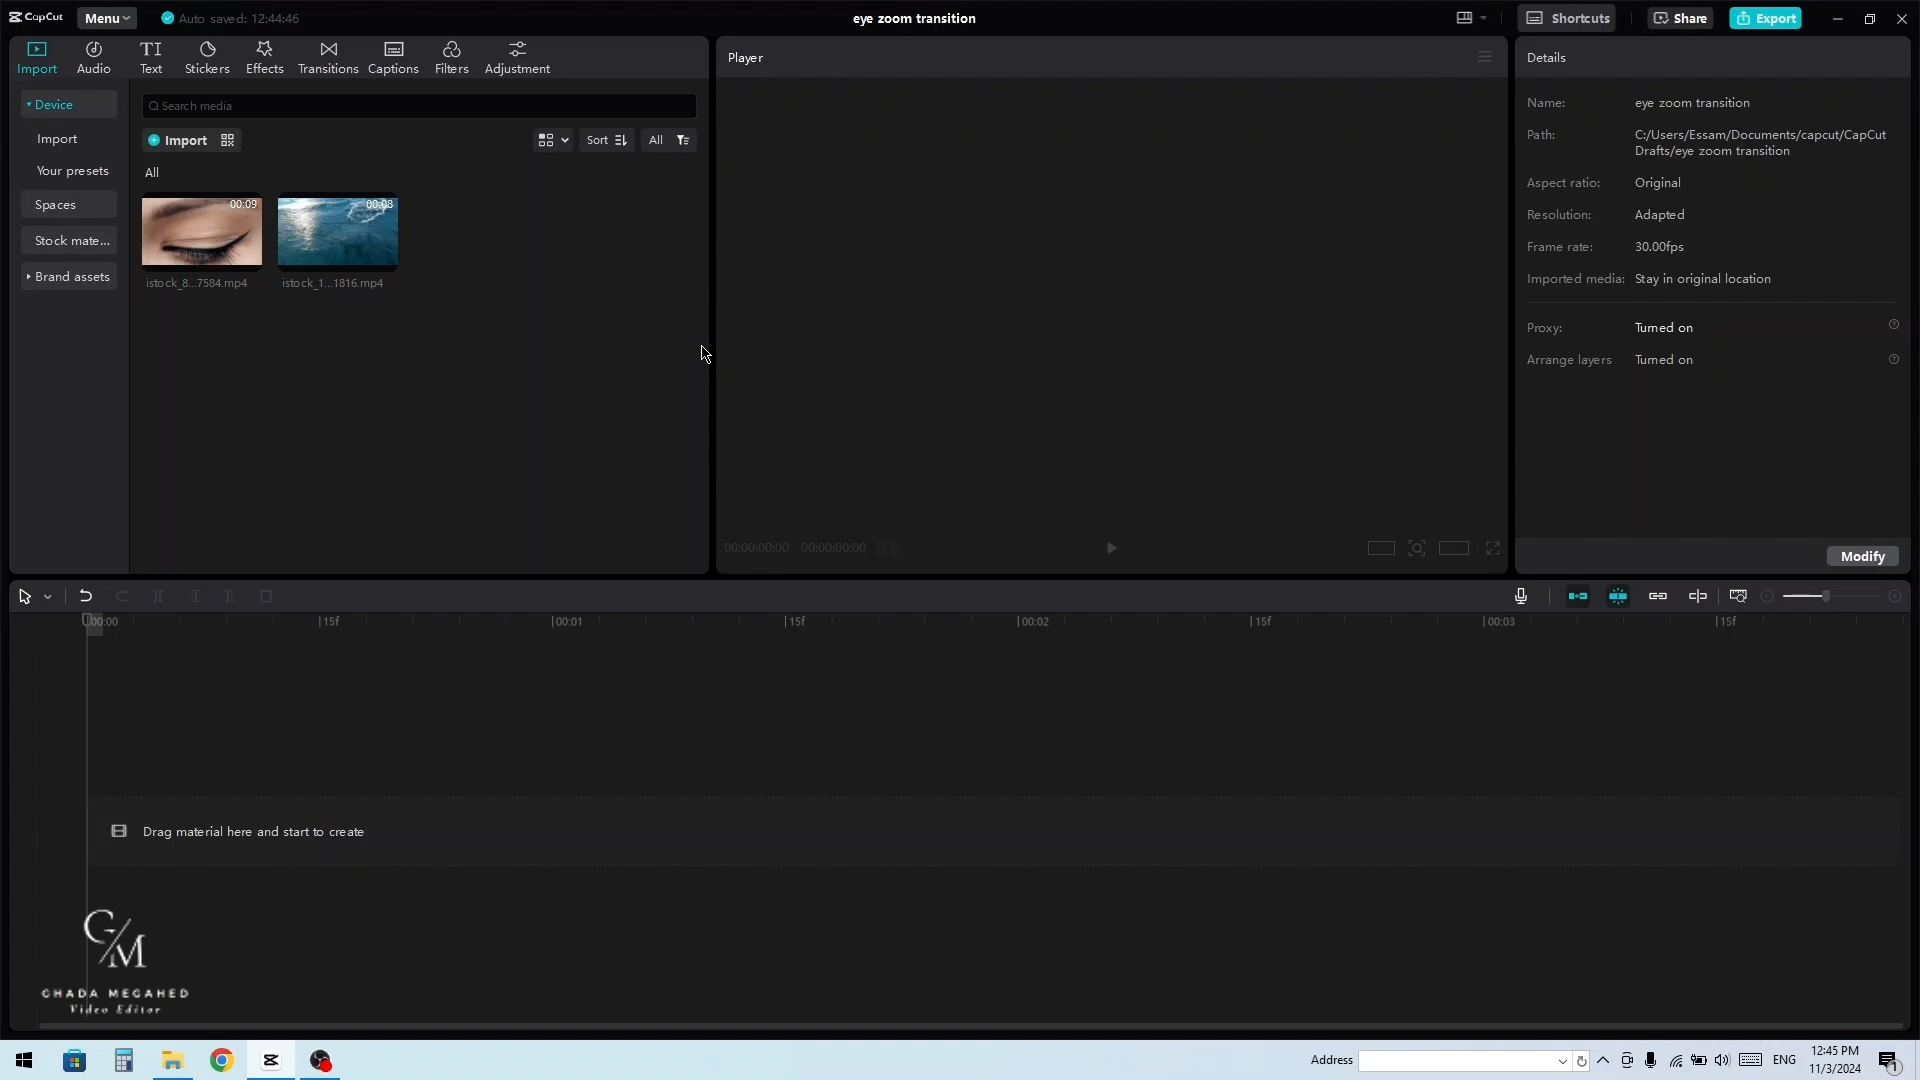 CapCut
Menu
Auto saved: 12:44:46
eye zoom transition
Shortcuts
Share
Export
Import
Audio
TI
Text
Stickers
Effects
Transitions
Captions
Filters
Adjustment
Device
Import
Your presets
Spaces
Stock mate...
Brand assets
Search media
Import
Sort
All
All
00:09
00:08
istock_8...7584.mp4
istock_1...1816.mp4
Player
00:00:00:00
00:00:00:00
Details
Name:
eye zoom transition
Path:
C:/Users/Essam/Documents/capcut/CapCut
Drafts/eye zoom transition
Aspect ratio:
Original
Resolution:
Adapted
Frame rate:
30.00fps
Imported media:
Stay in original location
Proxy:
Turned on
Arrange layers
Turned on
Modify
00:00
15f
00:01
15f
00:02
15f
00:03
15f
Drag material here and start to create
G/M
GHADA MEGAHED
Video Editor
Address
ENG
12:45 PM
11/3/2024
1